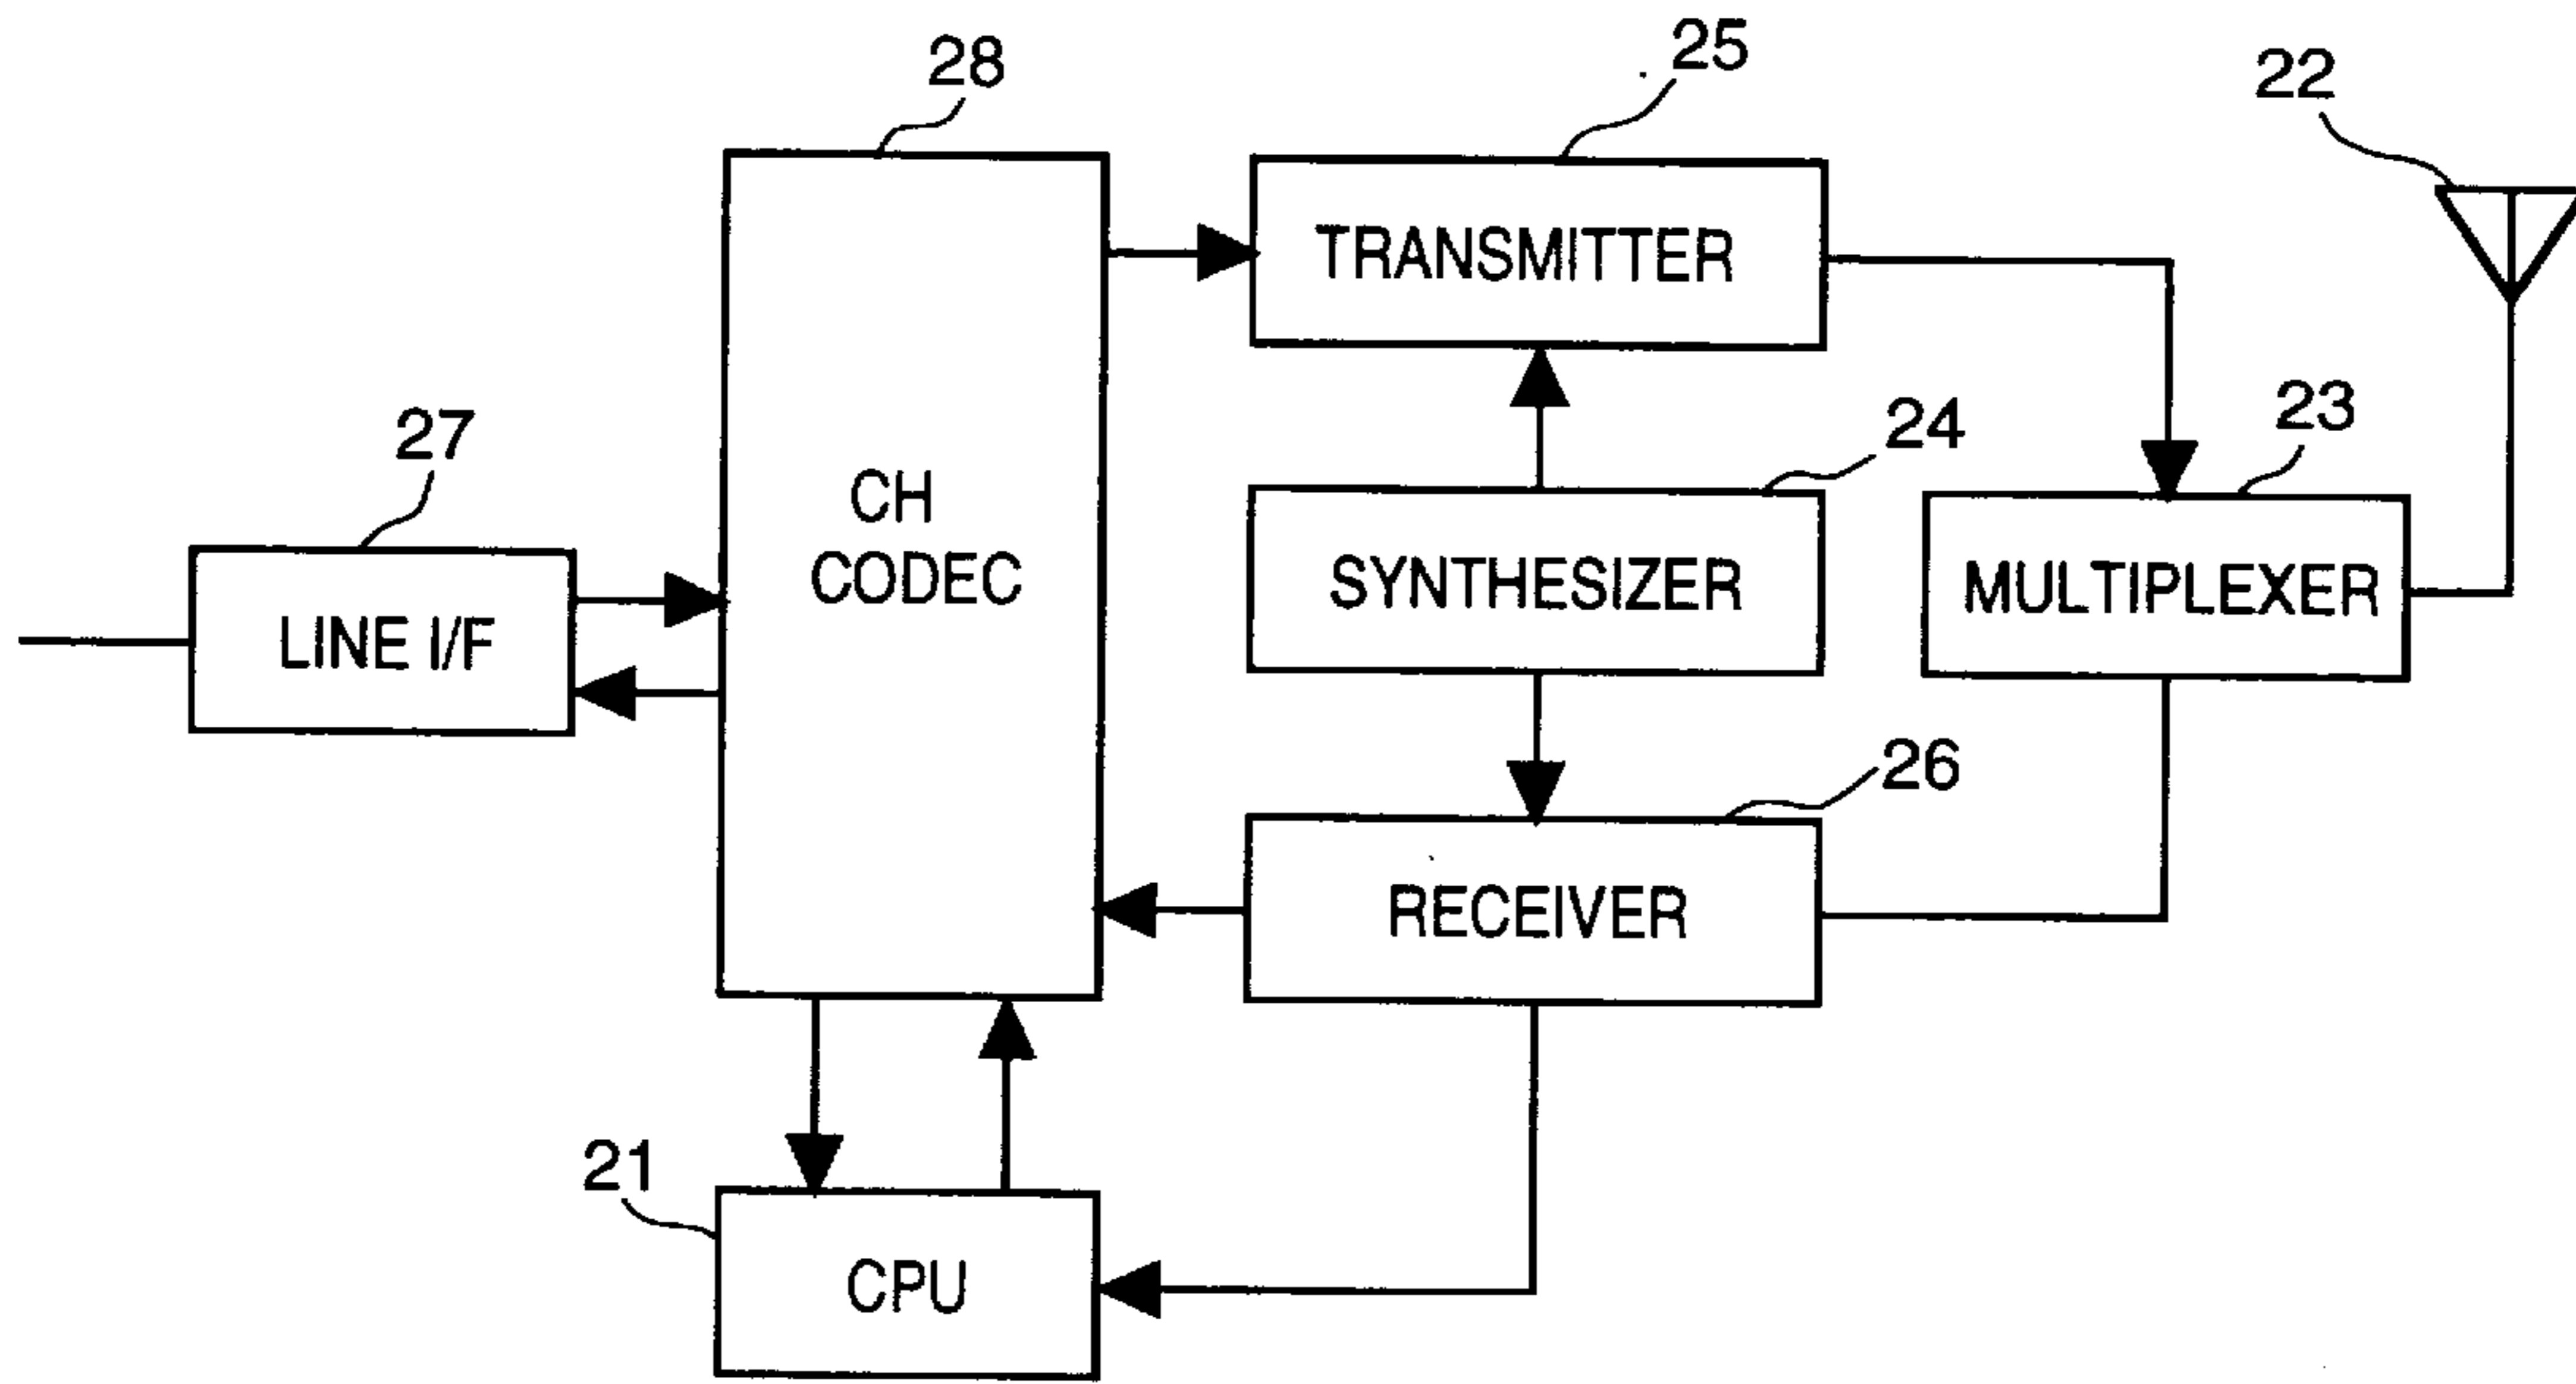 28
25
22
TRANSMITTER
24
23
27
CH
CODEC
SYNTHESIZER
MULTIPLEXER
LINE I/F
26
RECEIVER
21
CPU